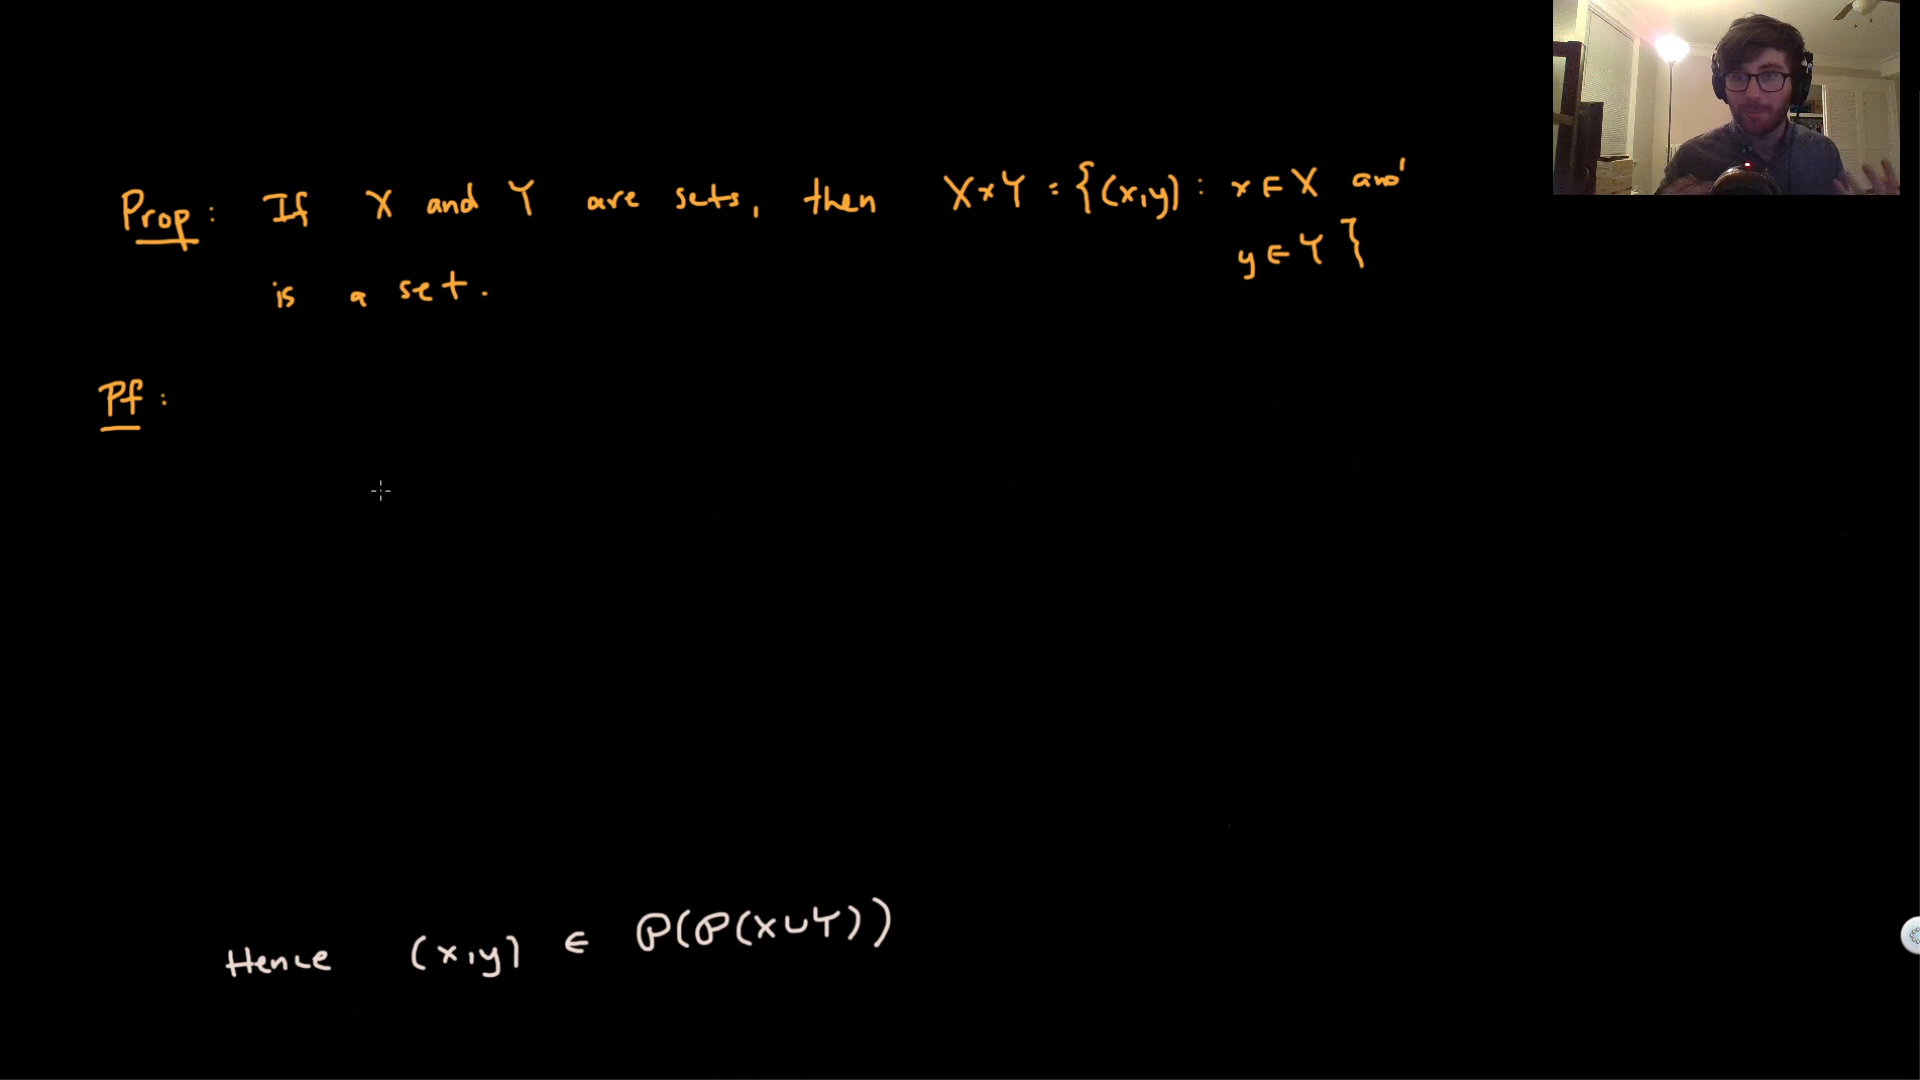 Prop: If X and Y are sets, then X×Y = {(x,y) : x ∈ X and
y ∈ Y}
is a set.
Pf:
Hence (x,y) ∈ P(P(X∪Y))